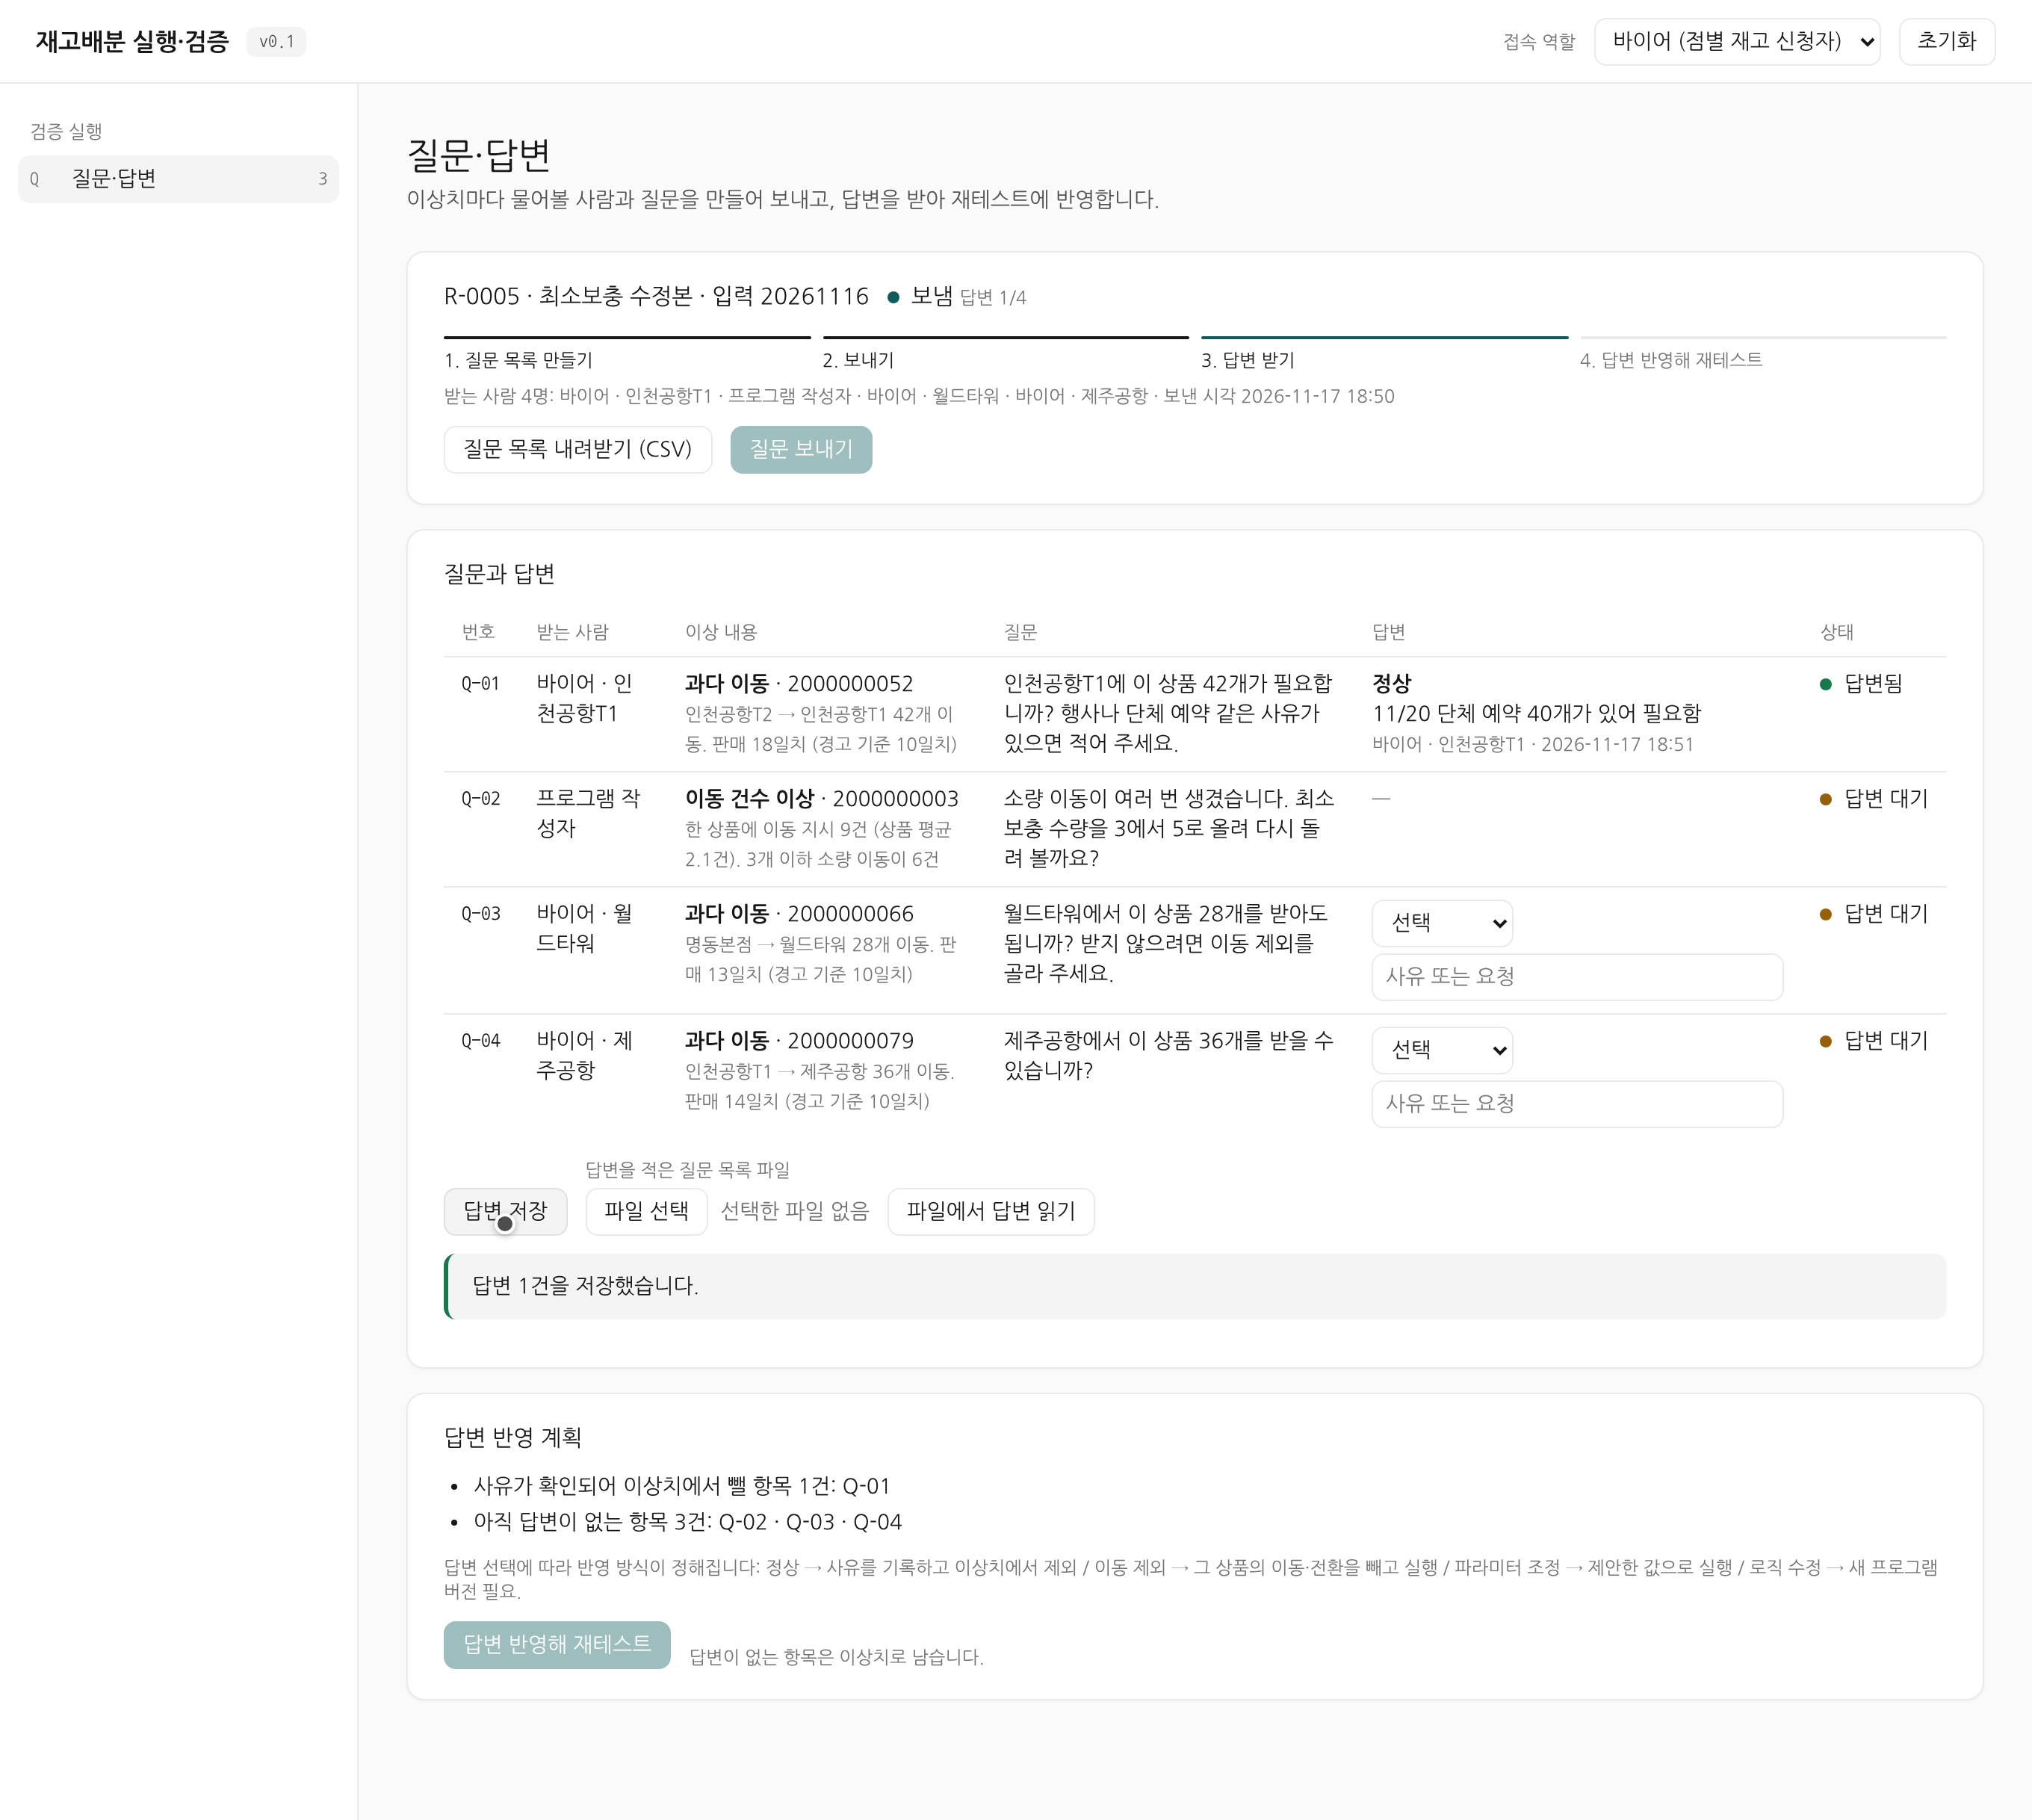 재고배분 실행·검증 v0.1 접속 역할 바이어 (점별 재고 신청자) 초기화
검증 실행
Q 질문·답변 3
질문·답변
이상치마다 물어볼 사람과 질문을 만들어 보내고, 답변을 받아 재테스트에 반영합니다.
R-0005 · 최소보충 수정본 · 입력 20261116 보냄 답변 1/4
1. 질문 목록 만들기 2. 보내기 3. 답변 받기 4. 답변 반영해 재테스트
받는 사람 4명: 바이어 · 인천공항T1 · 프로그램 작성자 · 바이어 · 월드타워 · 바이어 · 제주공항 · 보낸 시각 2026-11-17 18:50
질문 목록 내려받기 (CSV) 질문 보내기
질문과 답변
번호 받는 사람 이상 내용 질문 답변 상태
Q-01 바이어 · 인 과다 이동 · 2000000052 인천공항T1에 이 상품 42개가 필요합 정상 답변됨
천공항T1 인천공항T2 → 인천공항T1 42개 이 니까? 행사나 단체 예약 같은 사유가 11/20 단체 예약 40개가 있어 필요함
동. 판매 18일치 (경고 기준 10일치) 있으면 적어 주세요. 바이어 · 인천공항T1 · 2026-11-17 18:51
Q-02 프로그램 작 이동 건수 이상 · 2000000003 소량 이동이 여러 번 생겼습니다. 최소 — 답변 대기
성자 한 상품에 이동 지시 9건 (상품 평균 보충 수량을 3에서 5로 올려 다시 돌
2.1건). 3개 이하 소량 이동이 6건 려 볼까요?
Q-03 바이어 · 월 과다 이동 · 2000000066 월드타워에서 이 상품 28개를 받아도 선택 답변 대기
드타워 명동본점 → 월드타워 28개 이동. 판 됩니까? 받지 않으려면 이동 제외를
매 13일치 (경고 기준 10일치) 골라 주세요. 사유 또는 요청
Q-04 바이어 · 제 과다 이동 · 2000000079 제주공항에서 이 상품 36개를 받을 수 선택 답변 대기
주공항 인천공항T1 → 제주공항 36개 이동. 있습니까?
판매 14일치 (경고 기준 10일치) 사유 또는 요청
답변을 적은 질문 목록 파일
답변 저장 파일 선택 선택한 파일 없음 파일에서 답변 읽기
답변 1건을 저장했습니다.
답변 반영 계획
• 사유가 확인되어 이상치에서 뺄 항목 1건: Q-01
• 아직 답변이 없는 항목 3건: Q-02 · Q-03 · Q-04
답변 선택에 따라 반영 방식이 정해집니다: 정상 → 사유를 기록하고 이상치에서 제외 / 이동 제외 → 그 상품의 이동·전환을 빼고 실행 / 파라미터 조정 → 제안한 값으로 실행 / 로직 수정 → 새 프로그램
버전 필요.
답변 반영해 재테스트 답변이 없는 항목은 이상치로 남습니다.